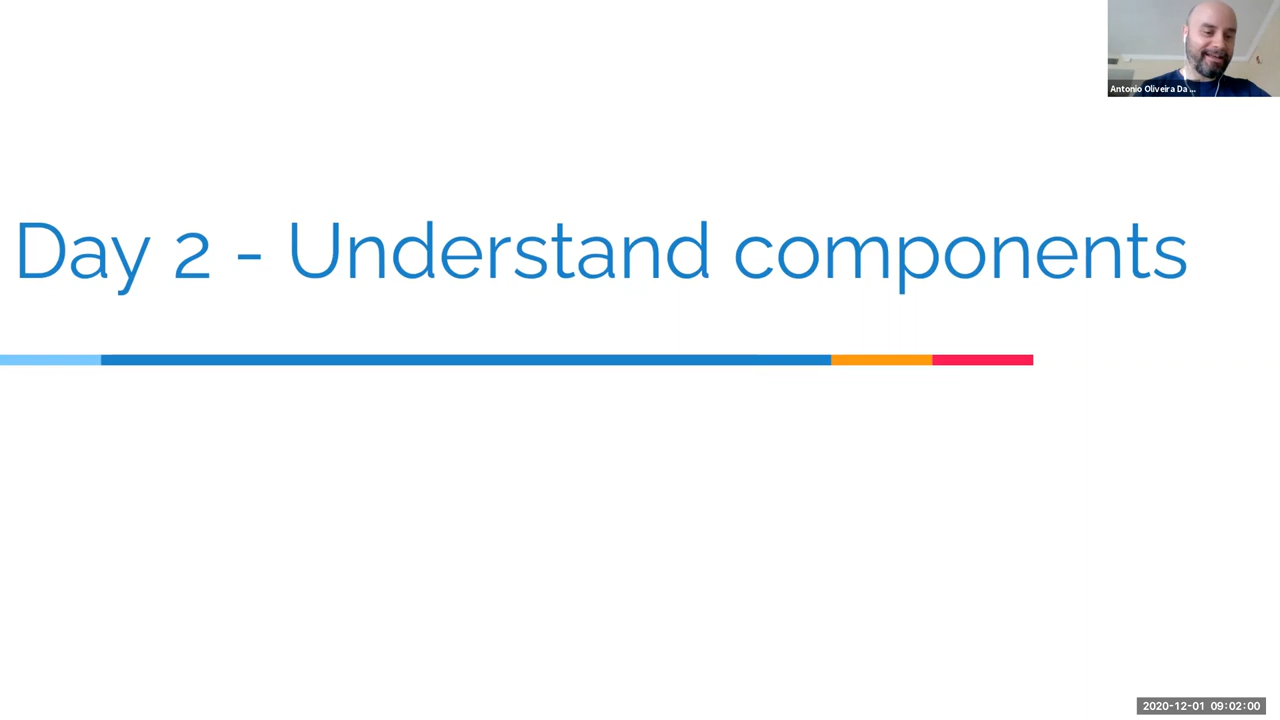 Antonio Oliveira Da ...
Day 2 - Understand components
2020-12-01 09:02:00